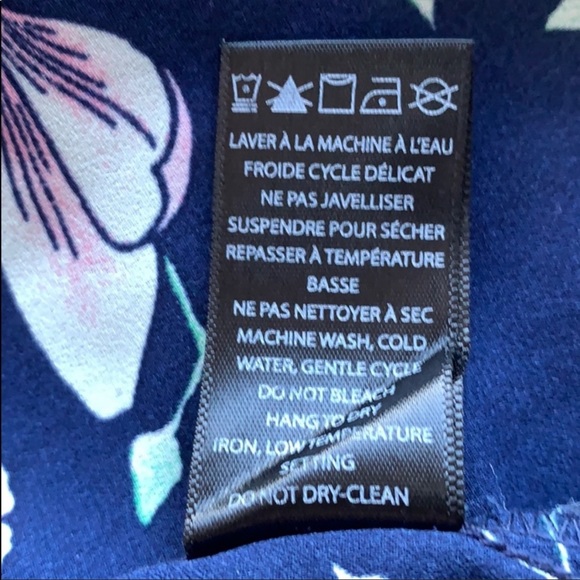 LAVER À LA MACHINE À L'EAU
FROIDE CYCLE DÉLICAT
NE PAS JAVELLISER
SUSPENDRE POUR SÉCHER
REPASSER À TEMPÉRATURE
BASSE
NE PAS NETTOYER À SEC
MACHINE WASH, COLD
WATER, GENTLE CYCLE
DO NOT BLEACH
HANG TO DRY
IRON, LOW TEMPERATURE
SETTING
DO NOT DRY-CLEAN